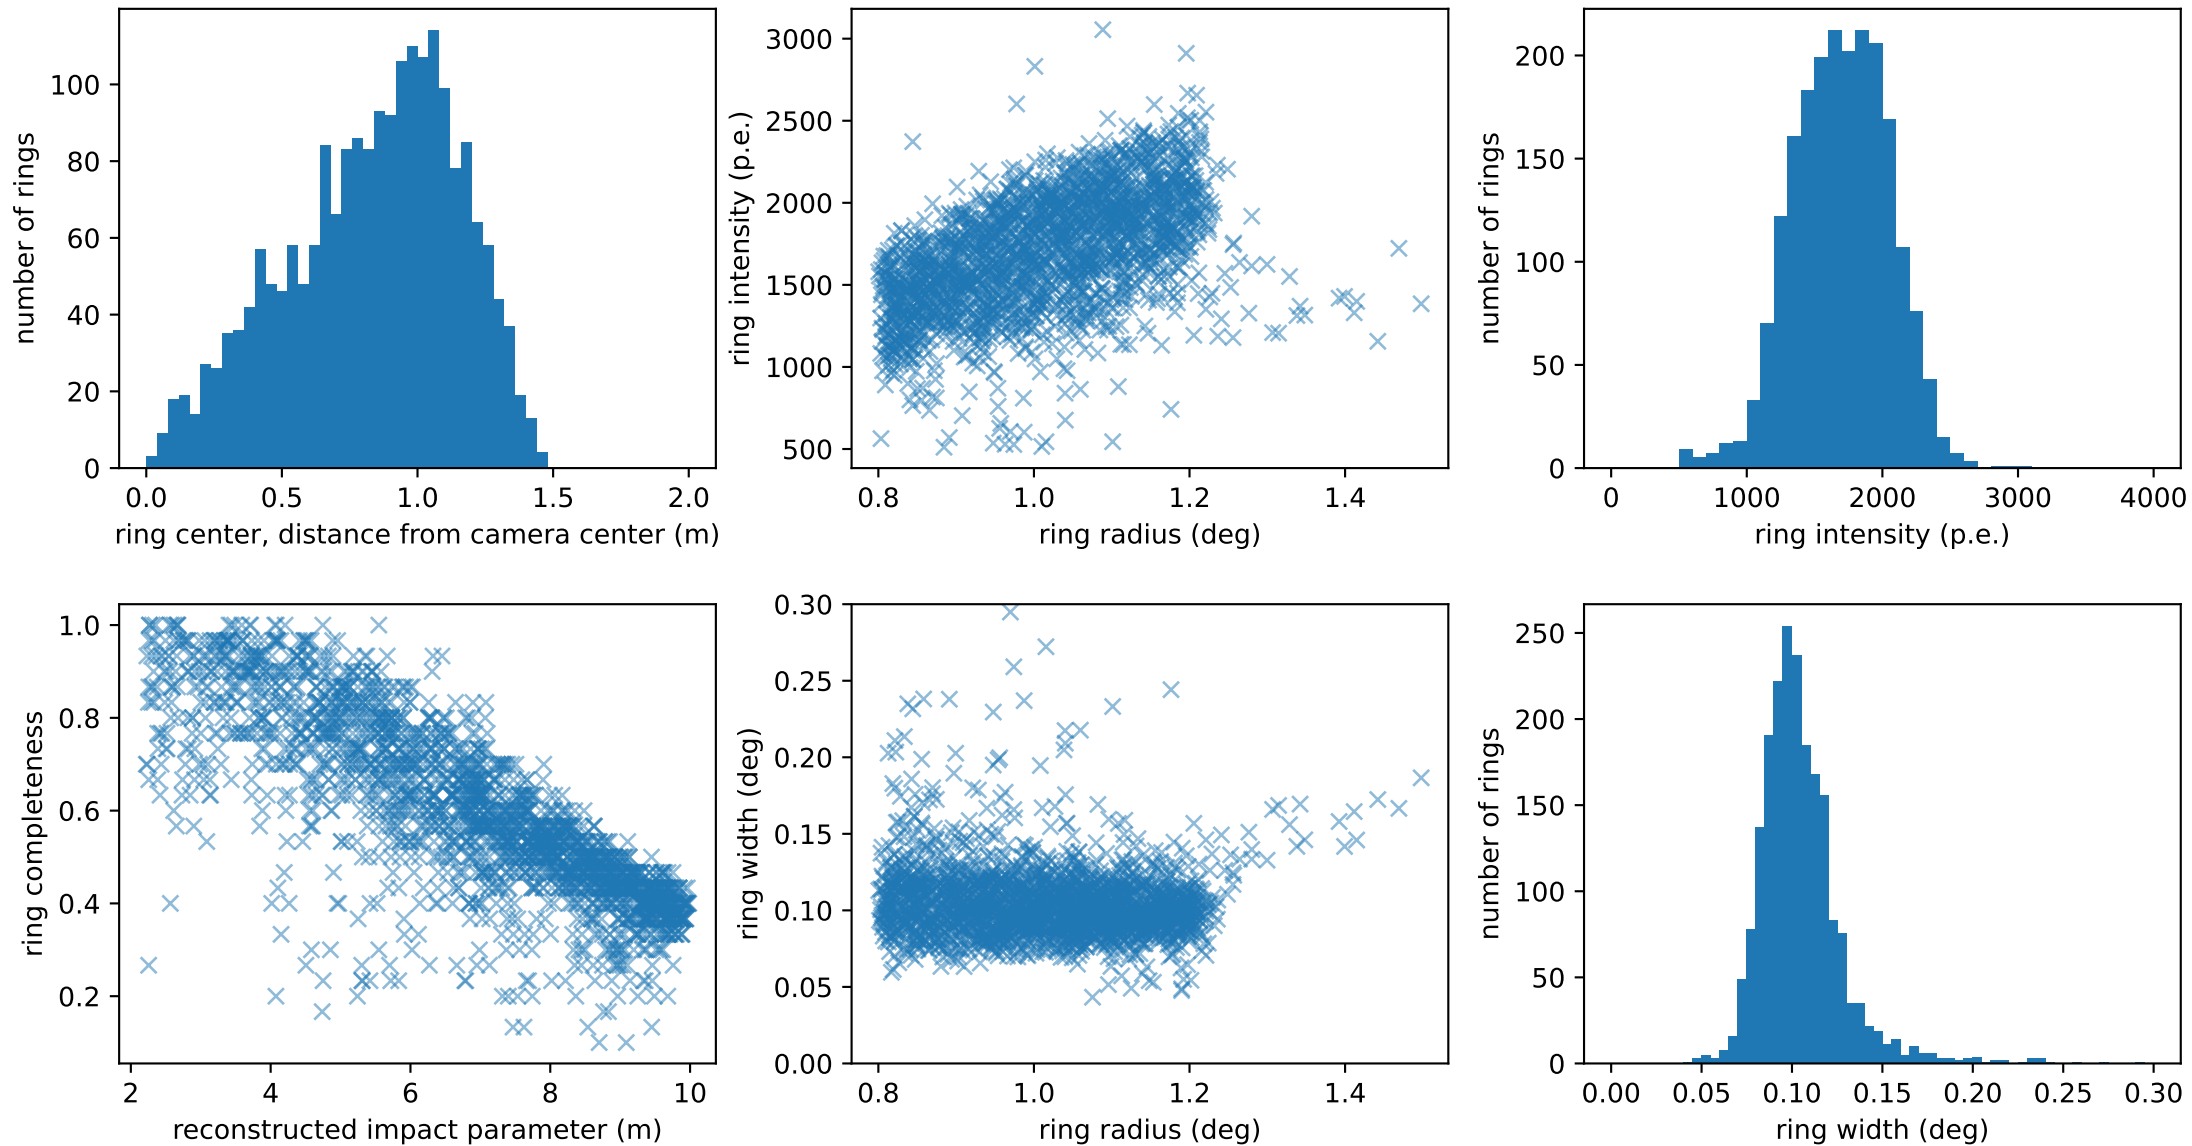 number of rings
100
80
60
40
20
0
0.0 0.5 1.0 1.5 2.0
ring center, distance from camera center (m)
ring intensity (p.e.)
3000
2500
2000
1500
1000
500
0.8 1.0 1.2 1.4
ring radius (deg)
number of rings
200
150
100
50
0
0 1000 2000 3000 4000
ring intensity (p.e.)
ring completeness
1.0
0.8
0.6
0.4
0.2
2 4 6 8 10
reconstructed impact parameter (m)
ring width (deg)
0.30
0.25
0.20
0.15
0.10
0.05
0.00
0.8 1.0 1.2 1.4
ring radius (deg)
number of rings
250
200
150
100
50
0
0.00 0.05 0.10 0.15 0.20 0.25 0.30
ring width (deg)